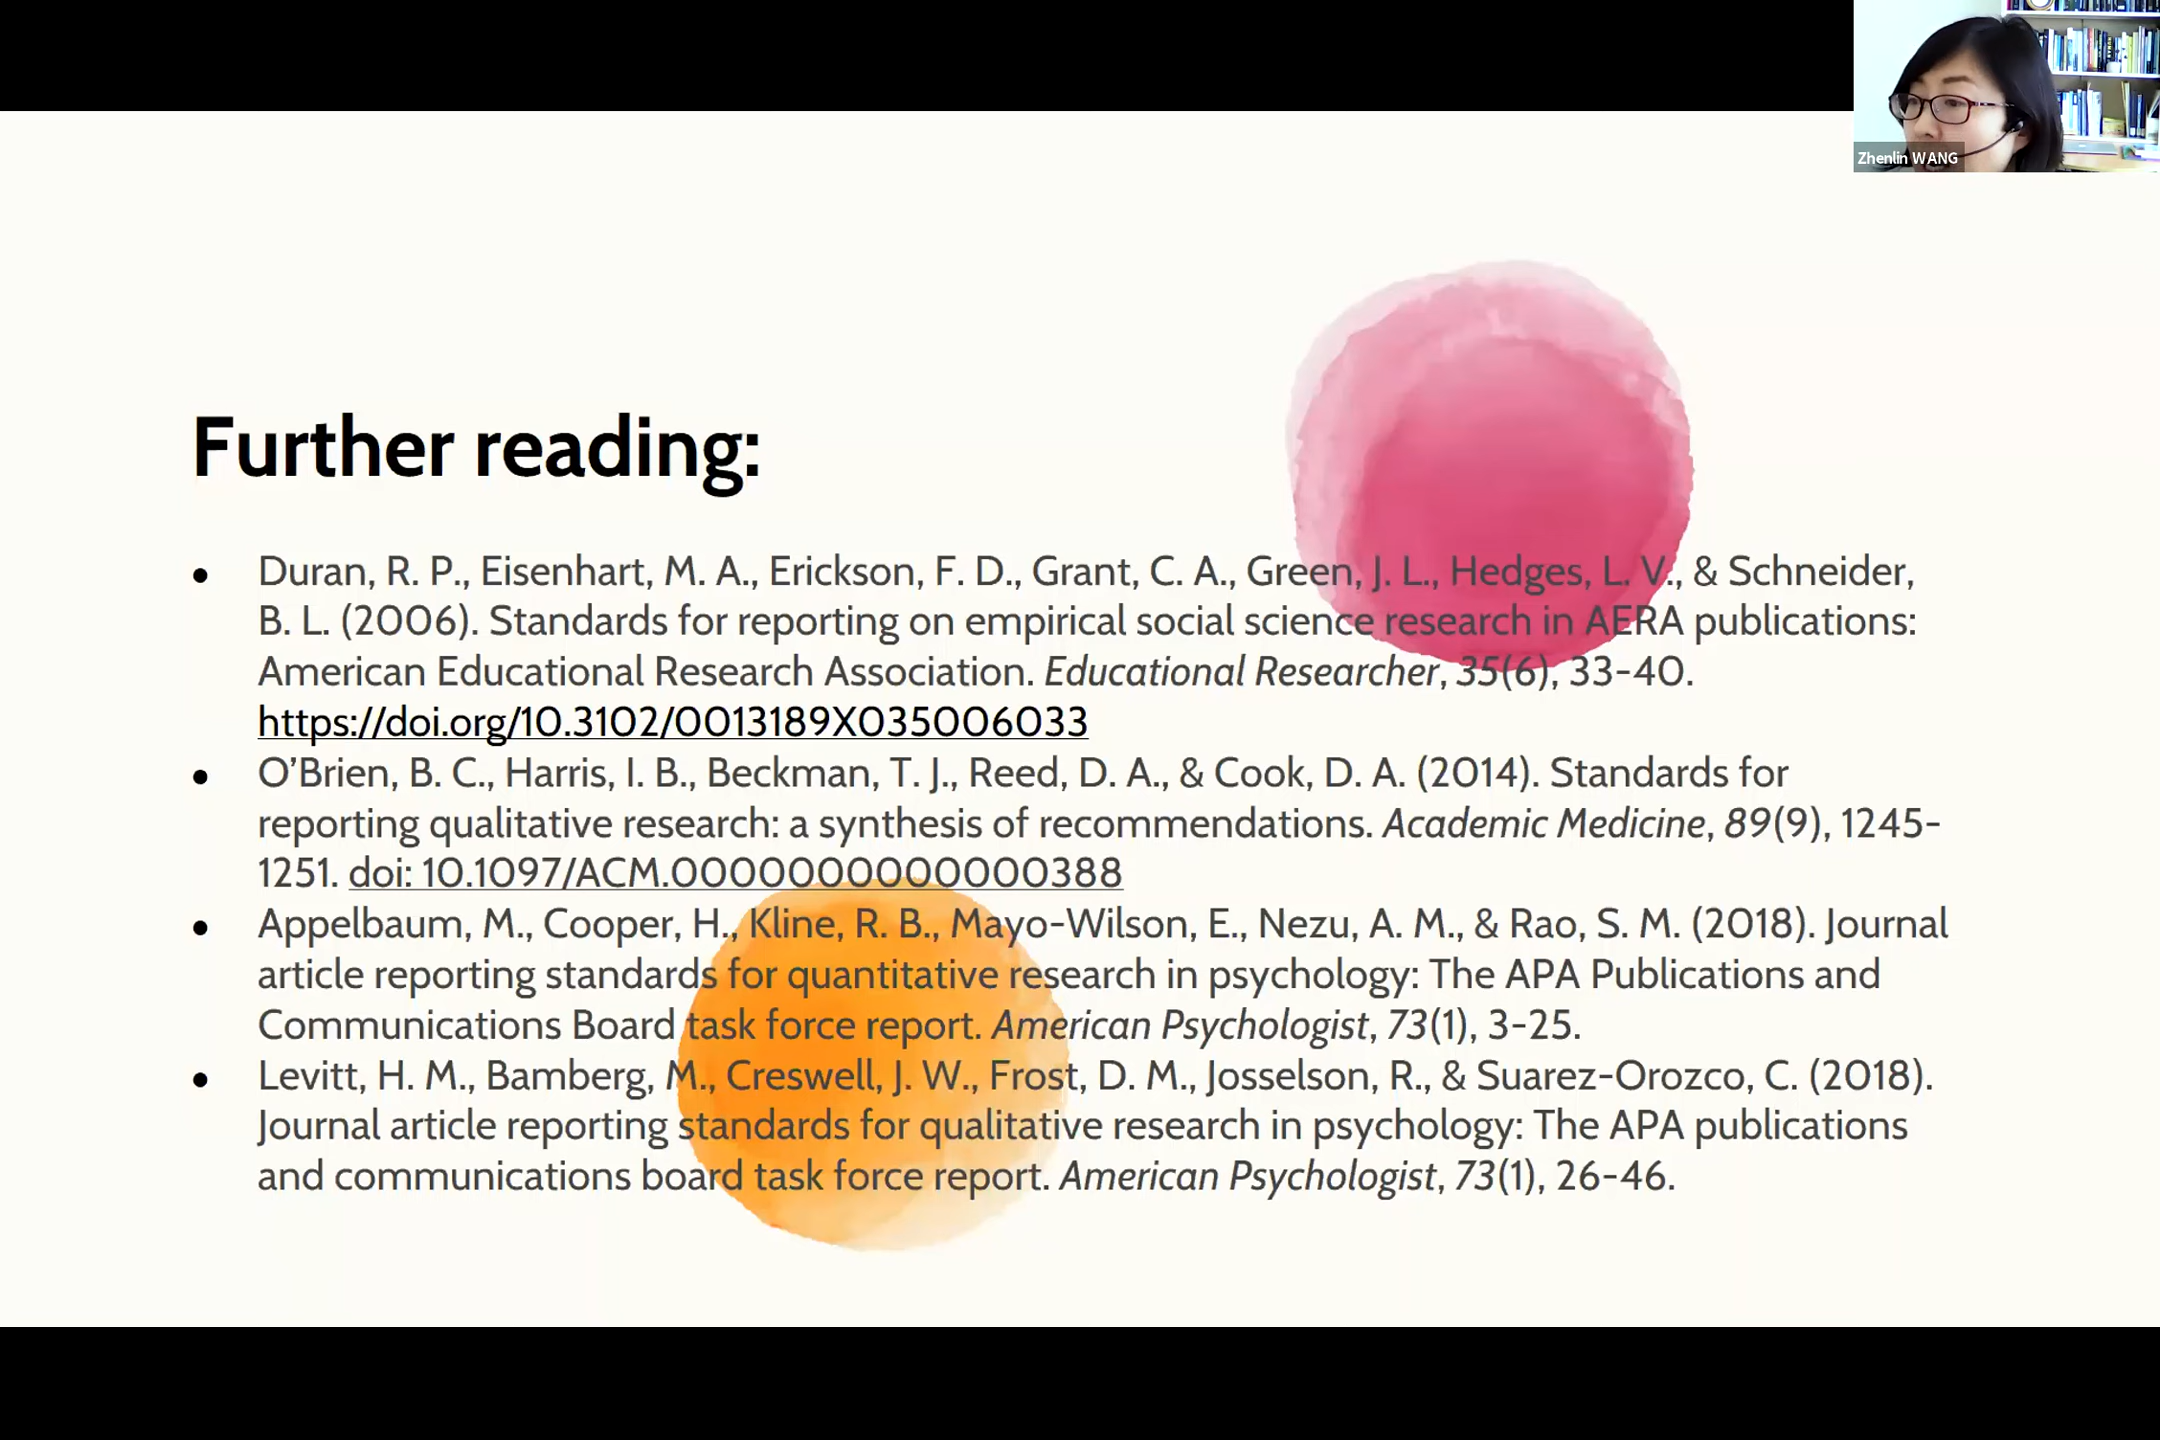 Zhenlin WANG
Further reading:
• Duran, R. P., Eisenhart, M. A., Erickson, F. D., Grant, C. A., Green, J. L., Hedges, L. V., & Schneider,
B. L. (2006). Standards for reporting on empirical social science research in AERA publications:
American Educational Research Association. Educational Researcher, 35(6), 33-40.
https://doi.org/10.3102/0013189X035006033
• O’Brien, B. C., Harris, I. B., Beckman, T. J., Reed, D. A., & Cook, D. A. (2014). Standards for
reporting qualitative research: a synthesis of recommendations. Academic Medicine, 89(9), 1245-
1251. doi: 10.1097/ACM.0000000000000388
• Appelbaum, M., Cooper, H., Kline, R. B., Mayo-Wilson, E., Nezu, A. M., & Rao, S. M. (2018). Journal
article reporting standards for quantitative research in psychology: The APA Publications and
Communications Board task force report. American Psychologist, 73(1), 3-25.
• Levitt, H. M., Bamberg, M., Creswell, J. W., Frost, D. M., Josselson, R., & Suarez-Orozco, C. (2018).
Journal article reporting standards for qualitative research in psychology: The APA publications
and communications board task force report. American Psychologist, 73(1), 26-46.